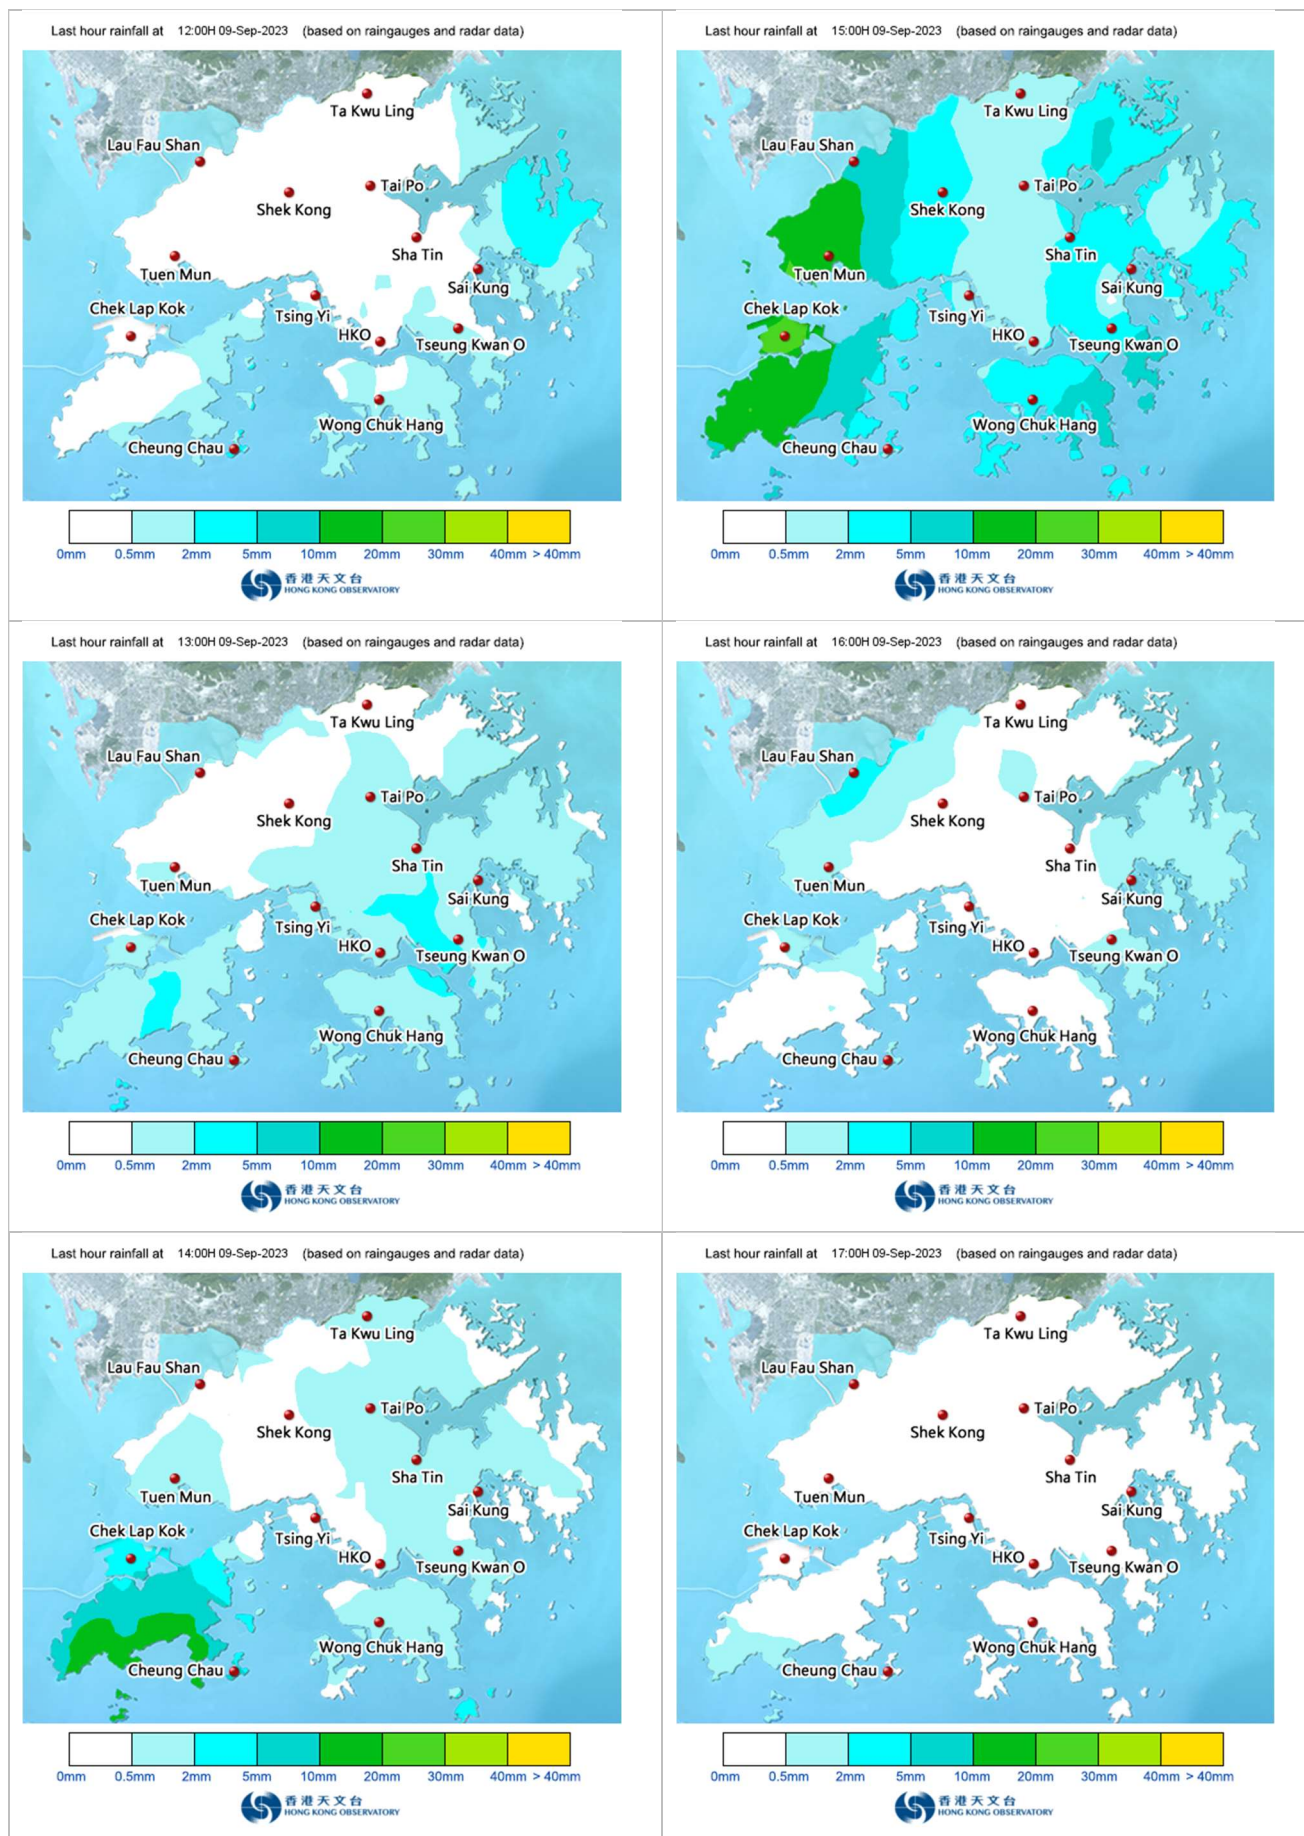 Last hour rainfall at 12:00H 09-Sep-2023 (based on raingauges and radar data)
Ta Kwu Ling
Lau Fau Shan
Tai Po
Shek Kong
Sha Tin
Tuen Mun
Sai Kung
Chek Lap Kok
Tsing Yi
HKO
Tseung Kwan O
Wong Chuk Hang
Cheung Chau
0mm 0.5mm 2mm 5mm 10mm 20mm 30mm 40mm > 40mm
香港天文台
HONG KONG OBSERVATORY
Last hour rainfall at 15:00H 09-Sep-2023 (based on raingauges and radar data)
Ta Kwu Ling
Lau Fau Shan
Tai Po
Shek Kong
Sha Tin
Tuen Mun
Sai Kung
Chek Lap Kok
Tsing Yi
HKO
Tseung Kwan O
Wong Chuk Hang
Cheung Chau
0mm 0.5mm 2mm 5mm 10mm 20mm 30mm 40mm > 40mm
香港天文台
HONG KONG OBSERVATORY
Last hour rainfall at 13:00H 09-Sep-2023 (based on raingauges and radar data)
Ta Kwu Ling
Lau Fau Shan
Tai Po
Shek Kong
Sha Tin
Tuen Mun
Sai Kung
Chek Lap Kok
Tsing Yi
HKO
Tseung Kwan O
Wong Chuk Hang
Cheung Chau
0mm 0.5mm 2mm 5mm 10mm 20mm 30mm 40mm > 40mm
香港天文台
HONG KONG OBSERVATORY
Last hour rainfall at 16:00H 09-Sep-2023 (based on raingauges and radar data)
Ta Kwu Ling
Lau Fau Shan
Tai Po
Shek Kong
Sha Tin
Tuen Mun
Sai Kung
Chek Lap Kok
Tsing Yi
HKO
Tseung Kwan O
Wong Chuk Hang
Cheung Chau
0mm 0.5mm 2mm 5mm 10mm 20mm 30mm 40mm > 40mm
香港天文台
HONG KONG OBSERVATORY
Last hour rainfall at 14:00H 09-Sep-2023 (based on raingauges and radar data)
Ta Kwu Ling
Lau Fau Shan
Tai Po
Shek Kong
Sha Tin
Tuen Mun
Sai Kung
Chek Lap Kok
Tsing Yi
HKO
Tseung Kwan O
Wong Chuk Hang
Cheung Chau
0mm 0.5mm 2mm 5mm 10mm 20mm 30mm 40mm > 40mm
香港天文台
HONG KONG OBSERVATORY
Last hour rainfall at 17:00H 09-Sep-2023 (based on raingauges and radar data)
Ta Kwu Ling
Lau Fau Shan
Tai Po
Shek Kong
Sha Tin
Tuen Mun
Sai Kung
Chek Lap Kok
Tsing Yi
HKO
Tseung Kwan O
Wong Chuk Hang
Cheung Chau
0mm 0.5mm 2mm 5mm 10mm 20mm 30mm 40mm > 40mm
香港天文台
HONG KONG OBSERVATORY